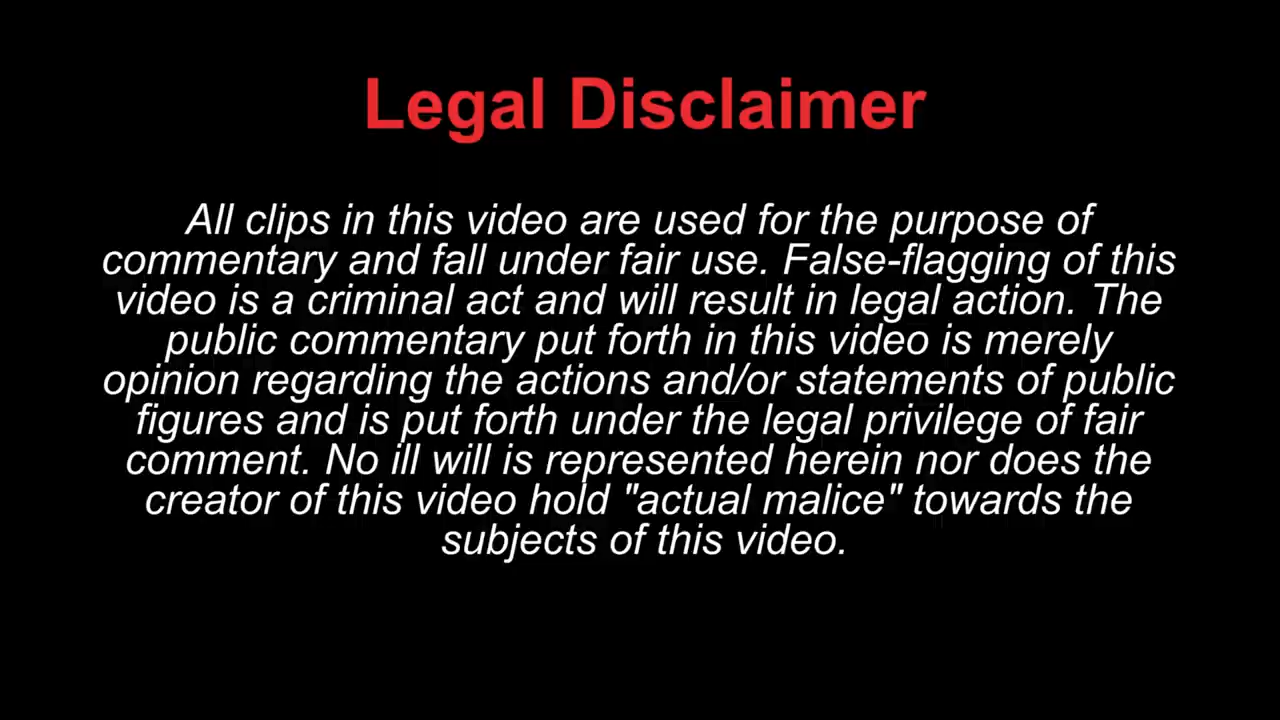 Legal Disclaimer
All clips in this video are used for the purpose of
commentary and fall under fair use. False-flagging of this
video is a criminal act and will result in legal action. The
public commentary put forth in this video is merely
opinion regarding the actions and/or statements of public
figures and is put forth under the legal privilege of fair
comment. No ill will is represented herein nor does the
creator of this video hold "actual malice" towards the
subjects of this video.